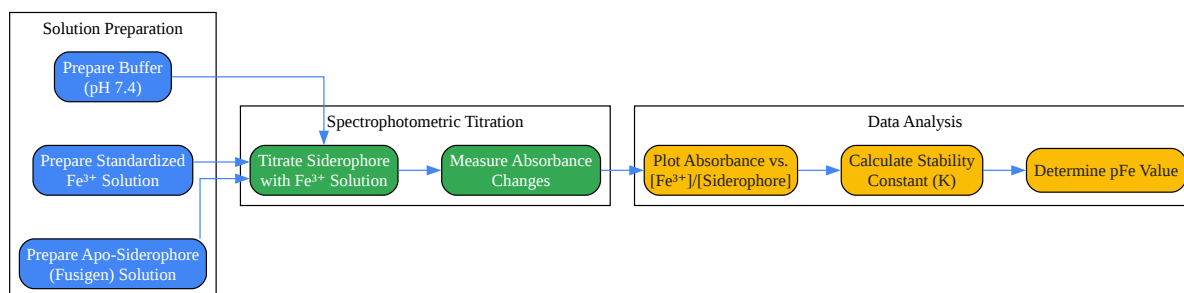 Solution Preparation
Prepare Buffer
(pH 7.4)
Prepare Standardized
Fe³⁺ Solution
Prepare Apo-Siderophore
(Fusigen) Solution
Spectrophotometric Titration
Titrate Siderophore
with Fe³⁺ Solution
Measure Absorbance
Changes
Data Analysis
Plot Absorbance vs.
[Fe³⁺]/[Siderophore]
Calculate Stability
Constant (K)
Determine pFe Value